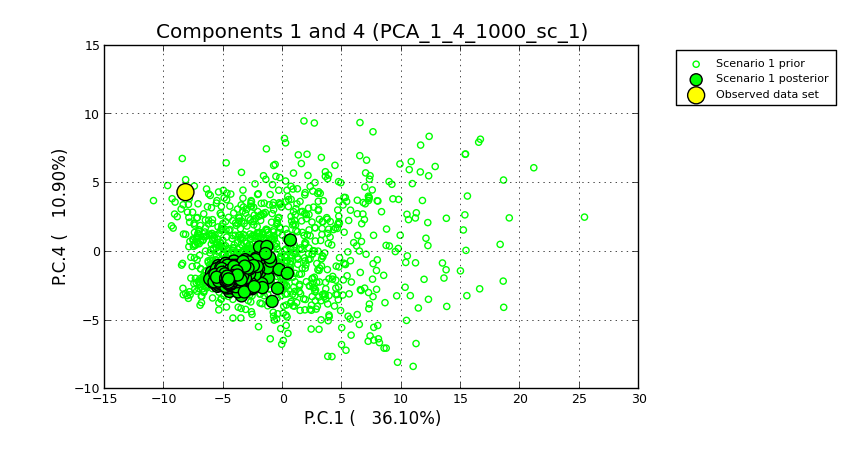 Components 1 and 4 (PCA_1_4_1000_sc_1)
15
10
5
0
−5
−10
−15 −10 −5 0 5 10 15 20 25 30
P.C.1 (   36.10%)
P.C.4 (   10.90%)
Scenario 1 prior
Scenario 1 posterior
Observed data set